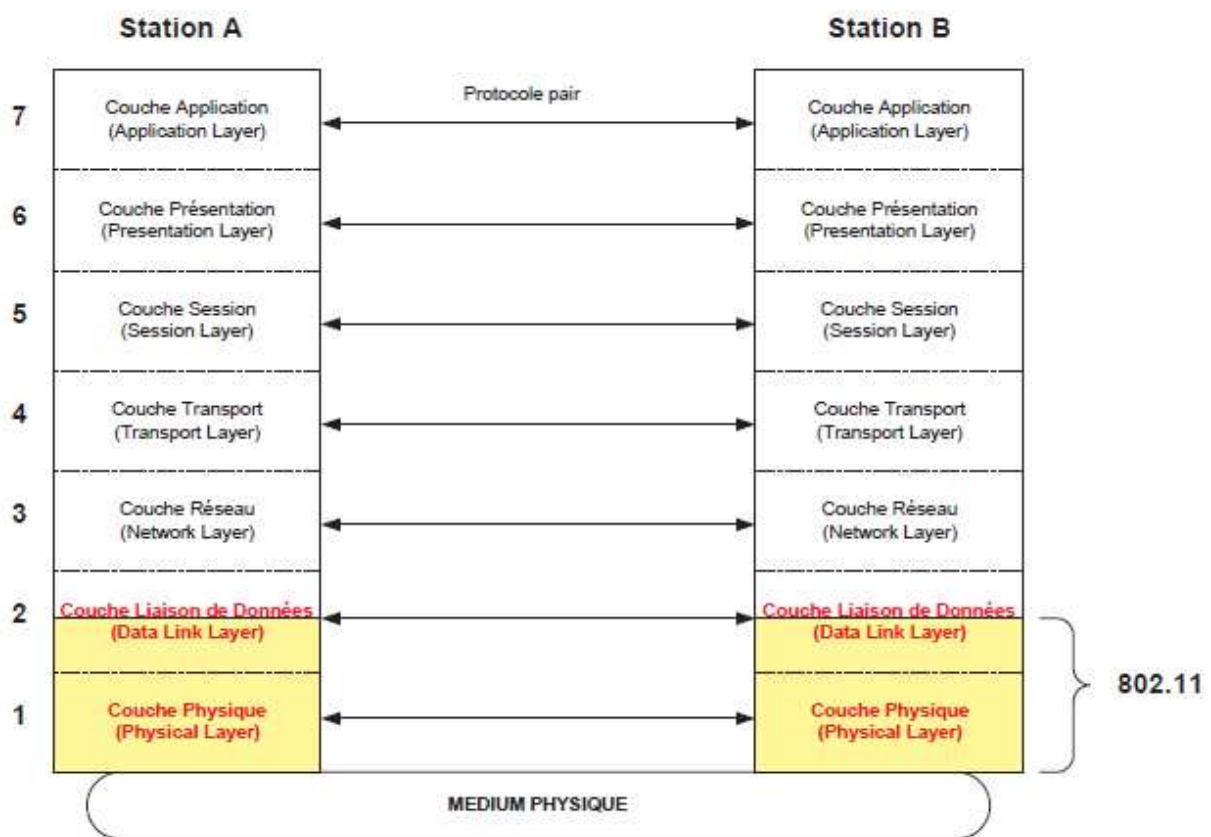 Station A
Station B
7
Couche Application
(Application Layer)
Protocole pair
Couche Application
(Application Layer)
6
Couche Présentation
(Presentation Layer)
Couche Présentation
(Presentation Layer)
5
Couche Session
(Session Layer)
Couche Session
(Session Layer)
4
Couche Transport
(Transport Layer)
Couche Transport
(Transport Layer)
3
Couche Réseau
(Network Layer)
Couche Réseau
(Network Layer)
2
Couche Liaison de Données
(Data Link Layer)
Couche Liaison de Données
(Data Link Layer)
802.11
1
Couche Physique
(Physical Layer)
Couche Physique
(Physical Layer)
MEDIUM PHYSIQUE